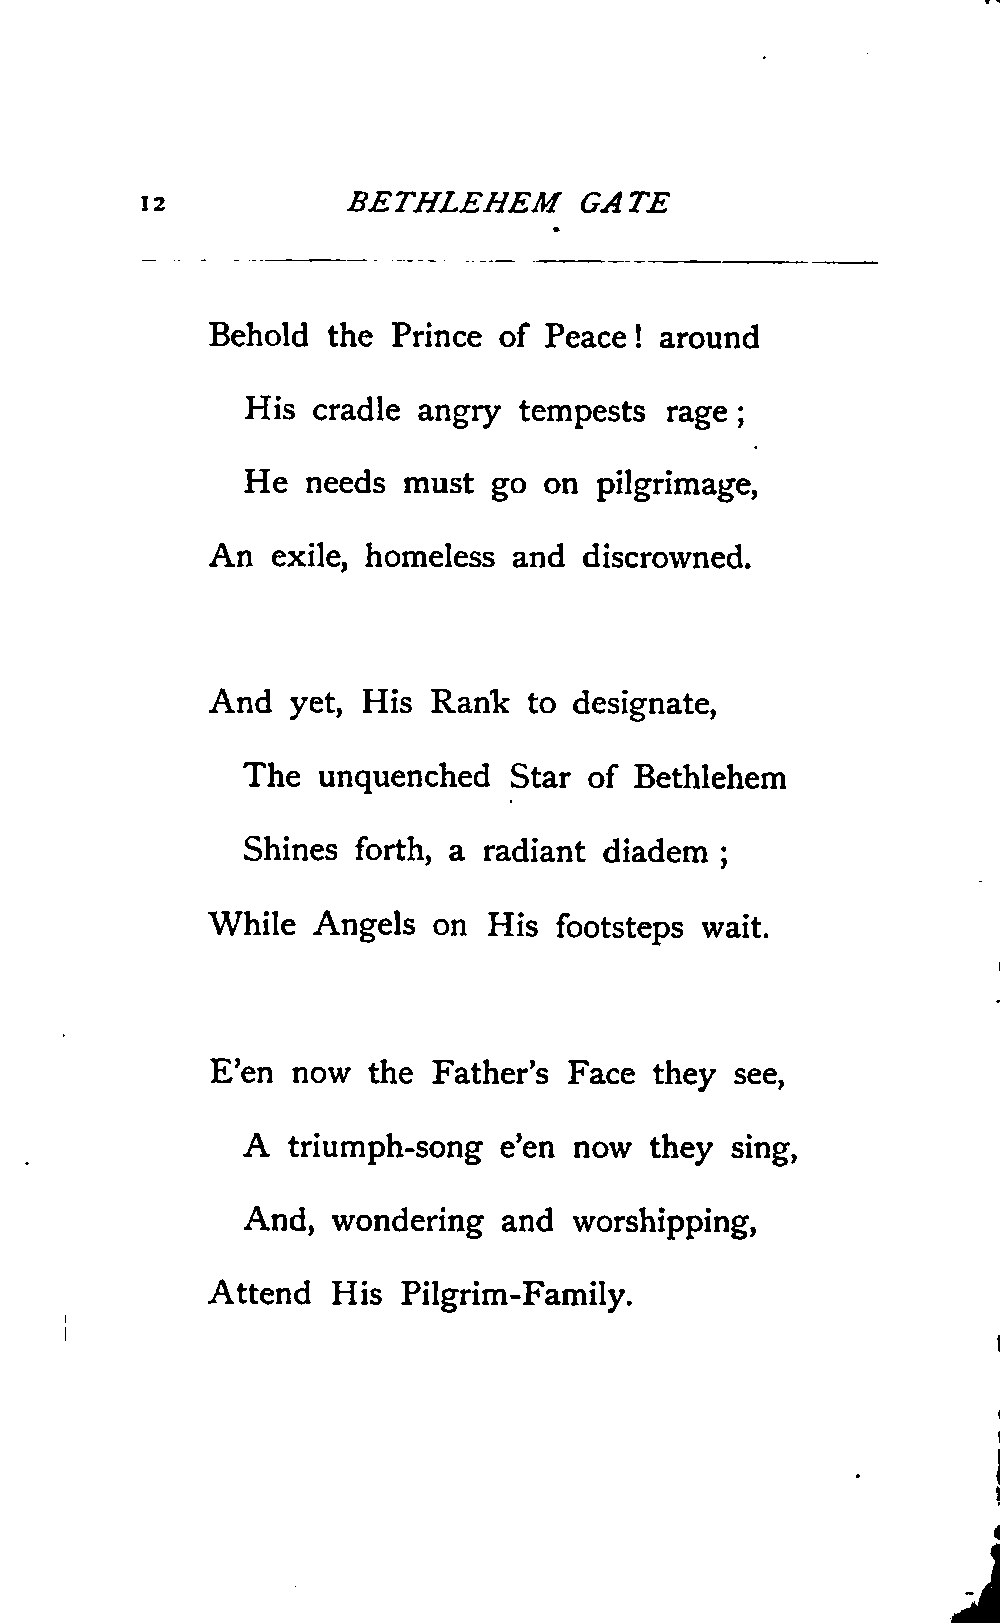 12 BETHLEHEM GATE
Behold the Prince of Peace! around
His cradle angry tempests rage;
He needs must go on pilgrimage,
An exile, homeless and discrowned.
And yet, His Rank to designate,
The unquenched Star of Bethlehem
Shines forth, a radiant diadem;
While Angels on His footsteps wait.
E'en now the Father's Face they see,
A triumph-song e'en now they sing,
And, wondering and worshipping,
Attend His Pilgrim-Family.